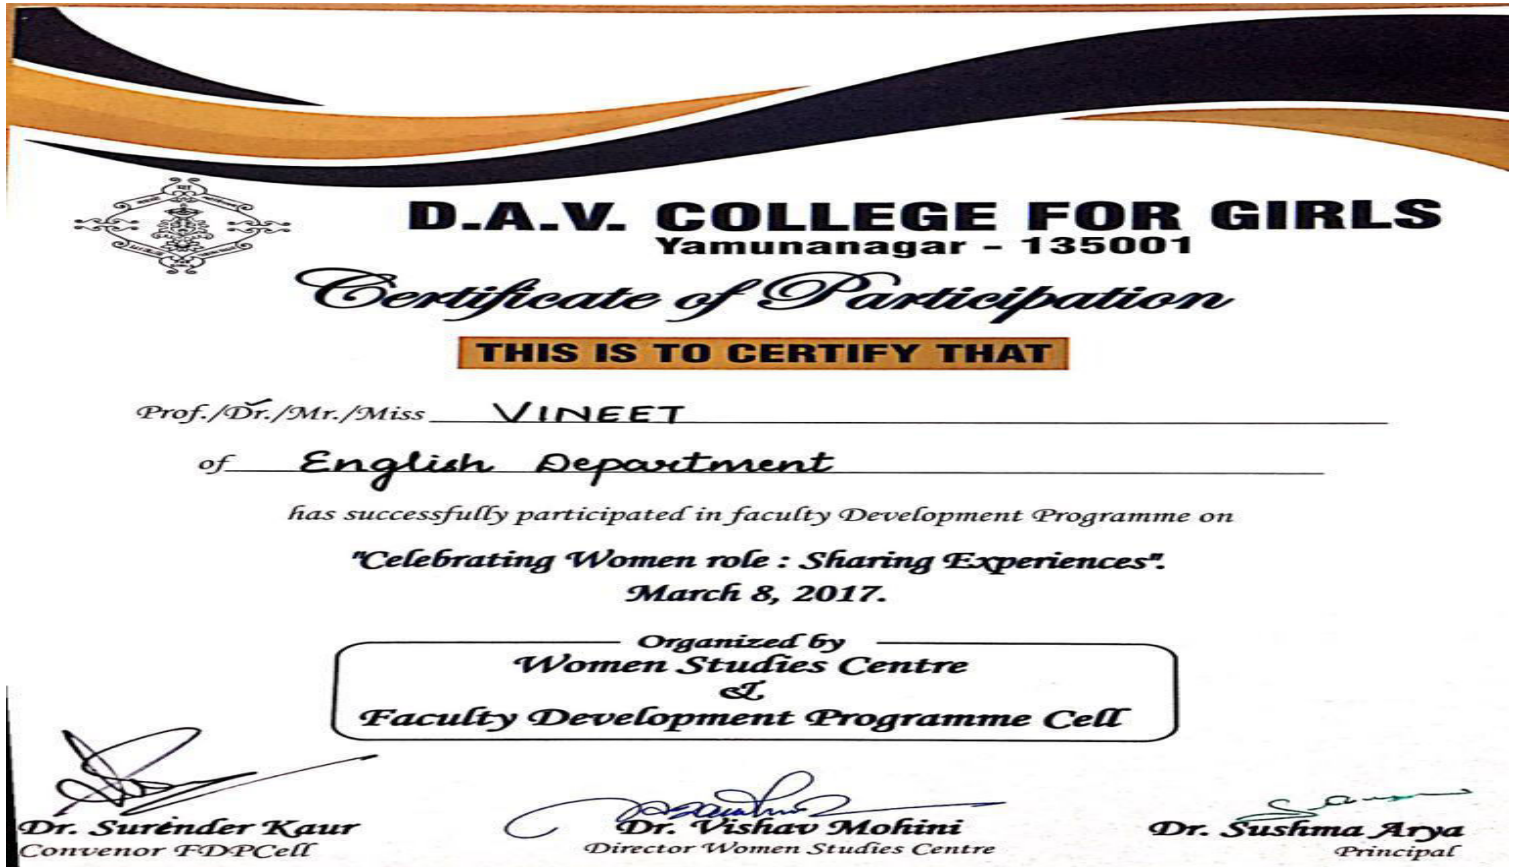 D.A.V. COLLEGE FOR GIRLS
Yamunanagar - 135001
Certificate of Participation
THIS IS TO CERTIFY THAT
Prof./Dr./Mr./Miss VINEET
of English Department
has successfully participated in faculty Development Programme on
"Celebrating Women role : Sharing Experiences".
March 8, 2017.
Organized by
Women Studies Centre
&
Faculty Development Programme Cell
Dr. Surender Kaur
Convenor FDPCell
Dr. Vishav Mohini
Director Women Studies Centre
Dr. Sushma Arya
Principal